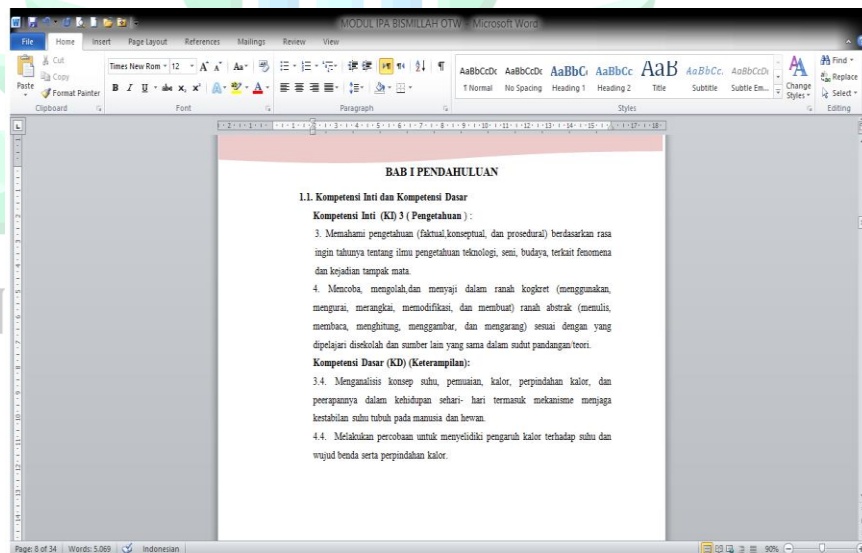 MODUL IPA BISMILLAH OTW - Microsoft Word
File Home Insert Page Layout References Mailings Review View
Cut
Copy
Format Painter
Paste
Clipboard
Times New Rom 12
Font
Paragraph
AaBbCcDc AaBbCcDc AaBbC AaBbCc AaB AaBbCc. AaBbCcDi
1 Normal No Spacing Heading 1 Heading 2 Title Subtitle Subtle Em...
Change Styles
Styles
Find
Replace
Select
Editing
BAB I PENDAHULUAN
1.1. Kompetensi Inti dan Kompetensi Dasar
Kompetensi Inti (KI) 3 ( Pengetahuan ) :
3. Memahami pengetahuan (faktual,konseptual, dan prosedural) berdasarkan rasa
ingin tahunya tentang ilmu pengetahuan teknologi, seni, budaya, terkait fenomena
dan kejadian tampak mata.
4. Mencoba, mengolah,dan menyaji dalam ranah kogkret (menggunakan,
mengurai, merangkai, memodifikasi, dan membuat) ranah abstrak (menulis,
membaca, menghitung, menggambar, dan mengarang) sesuai dengan yang
dipelajari disekolah dan sumber lain yang sama dalam sudut pandangan/teori.
Kompetensi Dasar (KD) (Keterampilan):
3.4. Menganalisis konsep suhu, pemuaian, kalor, perpindahan kalor, dan
peerapannya dalam kehidupan sehari- hari termasuk mekanisme menjaga
kestabilan suhu tubuh pada manusia dan hewan.
4.4. Melakukan percobaan untuk menyelidiki pengaruh kalor terhadap suhu dan
wujud benda serta perpindahan kalor.
Page: 8 of 34 Words: 5.069 Indonesian 90%